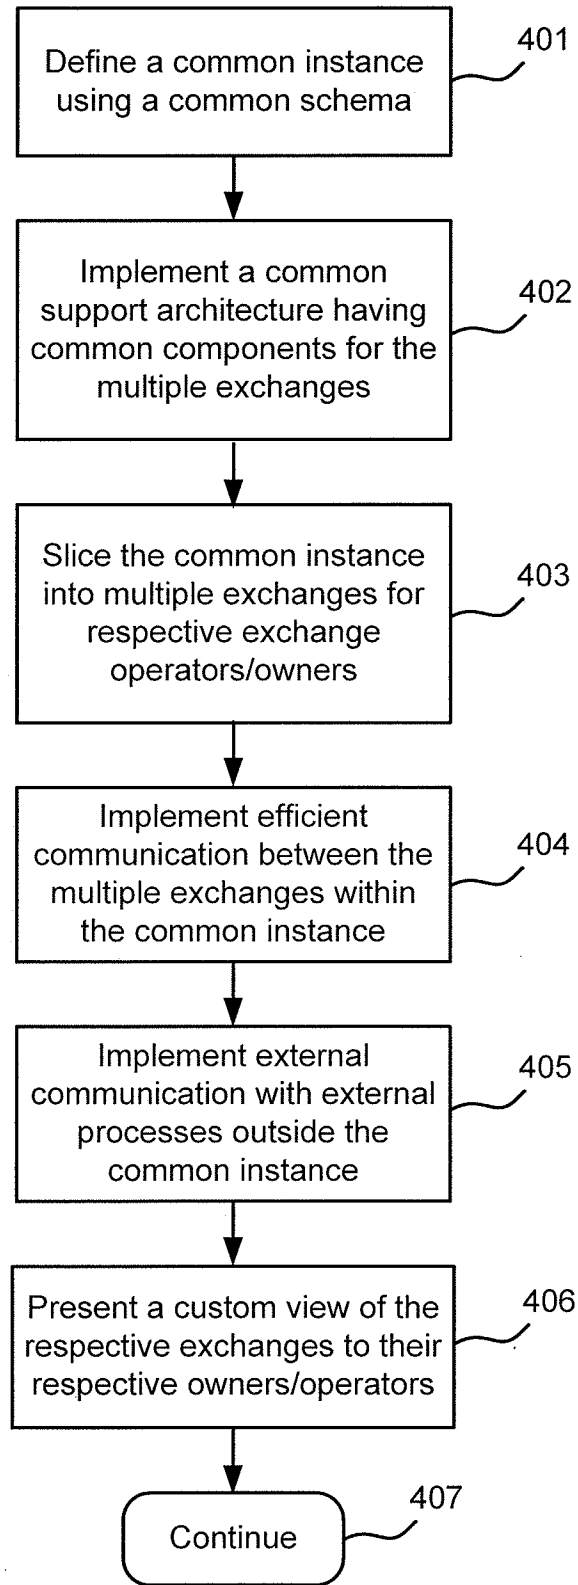 Define a common instance
using a common schema
401
Implement a common
support architecture having
common components for the
multiple exchanges
402
Slice the common instance
into multiple exchanges for
respective exchange
operators/owners
403
Implement efficient
communication between the
multiple exchanges within
the common instance
404
Implement external
communication with external
processes outside the
common instance
405
Present a custom view of the
respective exchanges to their
respective owners/operators
406
Continue
407